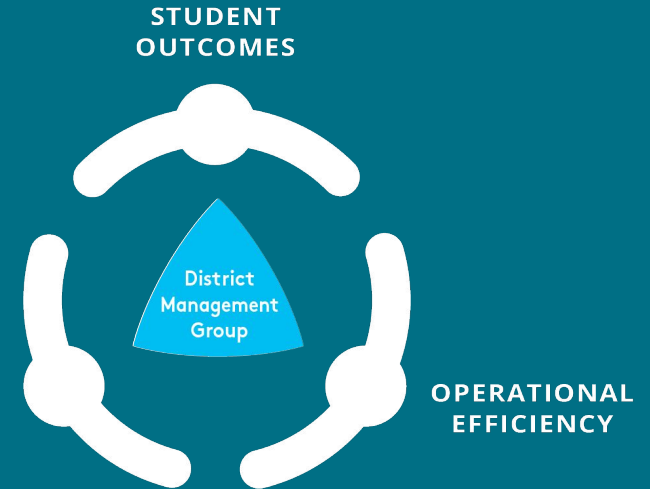 STUDENT
OUTCOMES
District
Management
Group
OPERATIONAL
EFFICIENCY